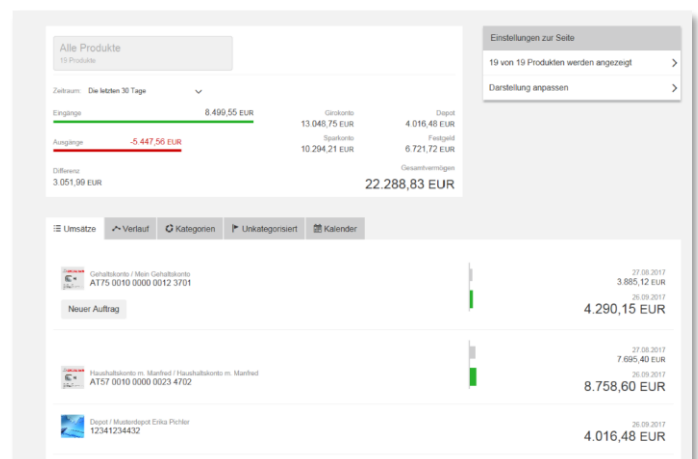 Alle Produkte
19 Produkte
Einstellungen zur Seite
19 von 19 Produkten werden angezeigt
Darstellung anpassen
Zeitraum: Die letzten 30 Tage
Eingänge 8.499,55 EUR
Ausgänge -5.447,56 EUR
Differenz
3.051,99 EUR
Girokonto Depot
13.048,75 EUR 4.016,48 EUR
Sparkonto Festgeld
10.294,21 EUR 6.721,72 EUR
Gesamtvermögen
22.288,83 EUR
Umsätze Verlauf Kategorien Unkategorisiert Kalender
Gehaltskonto / Mein Gehaltskonto
AT75 0010 0000 0012 3701
Neuer Auftrag
27.08.2017
3.885,12 EUR
26.09.2017
4.290,15 EUR
Haushaltskonto m. Manfred / Haushaltskonto m. Manfred
AT57 0010 0000 0023 4702
27.08.2017
7.695,40 EUR
26.09.2017
8.758,60 EUR
Depot / Musterdepot Erika Pichler
12341234432
26.09.2017
4.016,48 EUR